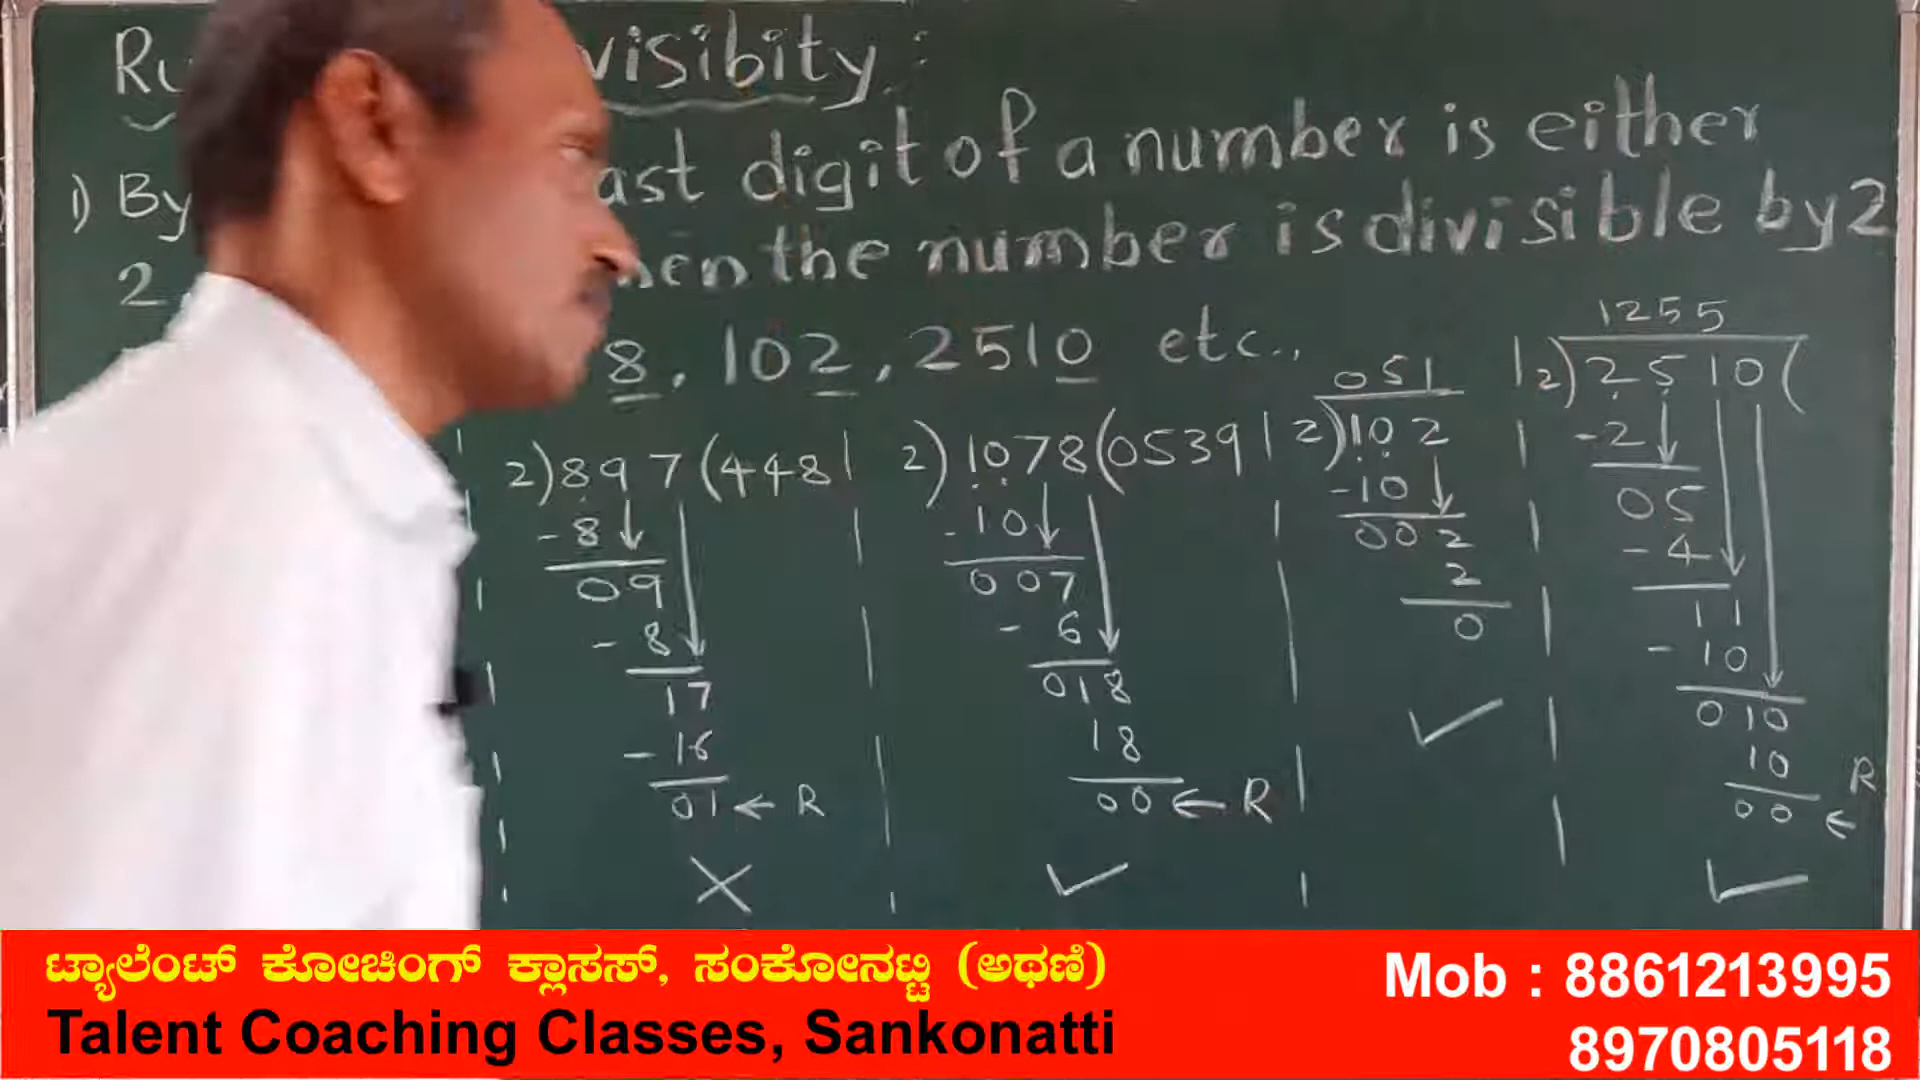 visibity :
1) By ast digit of a number is either
2 hen the number is divisible by 2
8, 102, 2510 etc.,
2)897(448
-8
09
-8
17
-16
01 ← R
2)1078(0539
-10
007
- 6
018
18
00 ← R
051
2)102
-10
002
2
0
1255
2)2510(
-2
05
-4
11
-10
010
10
00 ← R
ಟ್ಯಾಲೆಂಟ್ ಕೋಚಿಂಗ್ ಕ್ಲಾಸಸ್, ಸಂಕೋನಟ್ಟಿ (ಅಥಣಿ)
Talent Coaching Classes, Sankonatti
Mob : 8861213995
8970805118